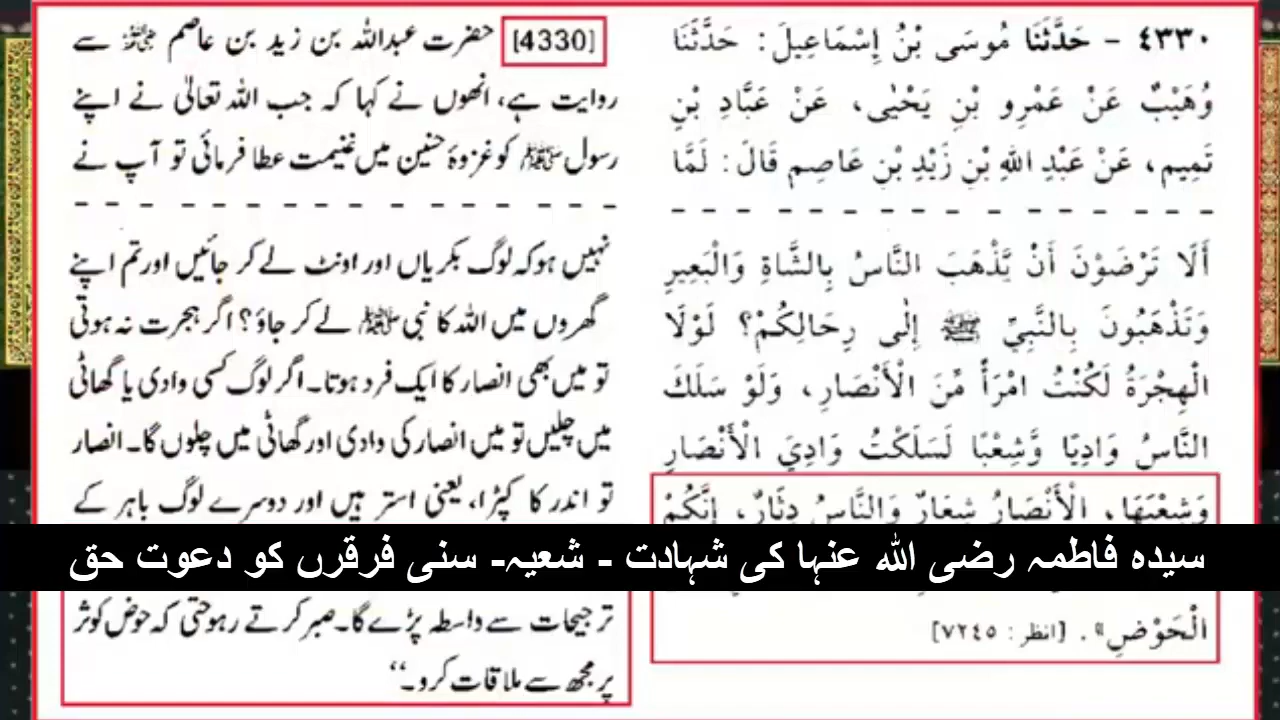 ٤٣٣٠ - حَدَّثَنَا مُوسَى بْنُ إِسْمَاعِيلَ: حَدَّثَنَا
وُهَيْبٌ عَنْ عَمْرِو بْنِ يَحْيٰى، عَنْ عَبَّادِ بْنِ
تَمِيمٍ، عَنْ عَبْدِ اللهِ بْنِ زَيْدِ بْنِ عَاصِمٍ قَالَ: لَمَّا
أَلَا تَرْضَوْنَ أَنْ يَّذْهَبَ النَّاسُ بِالشَّاةِ وَالْبَعِيرِ
وَتَذْهَبُونَ بِالنَّبِيِّ ﷺ إِلٰى رِحَالِكُمْ؟ لَوْلَا
الْهِجْرَةُ لَكُنْتُ امْرَأً مِّنَ الْأَنْصَارِ، وَلَوْ سَلَكَ
النَّاسُ وَادِيًا وَّشِعْبًا لَسَلَكْتُ وَادِيَ الْأَنْصَارِ
وَشِعْبَهَا، الْأَنْصَارُ شِعَارٌ وَالنَّاسُ دِثَارٌ، إِنَّكُمْ
الْحَوْضِ». [انظر: ٧٢٤٥]
[4330] حضرت عبداللہ بن زید بن عاصم ؓ سے
روایت ہے، انھوں نے کہا کہ جب اللہ تعالیٰ نے اپنے
رسول ﷺ کو غزوۂ حنین میں غنیمت عطا فرمائی تو آپ نے
نہیں ہو کہ لوگ بکریاں اور اونٹ لے کر جائیں اور تم اپنے
گھروں میں اللہ کا نبی ﷺ لے کر جاؤ؟ اگر ہجرت نہ ہوتی
تو میں بھی انصار کا ایک فرد ہوتا۔ اگر لوگ کسی وادی یا گھاٹی
میں چلیں تو میں انصار کی وادی اور گھاٹی میں چلوں گا۔ انصار
تو اندر کا کپڑا، یعنی استر ہیں اور دوسرے لوگ باہر کے
ترجیحات سے واسطہ پڑے گا۔ صبر کرتے رہو حتی کہ حوض کوثر
پر مجھ سے ملاقات کرو۔‘‘
سیدہ فاطمہ رضی اللہ عنہا کی شہادت - شعیہ- سنی فرقرں کو دعوت حق